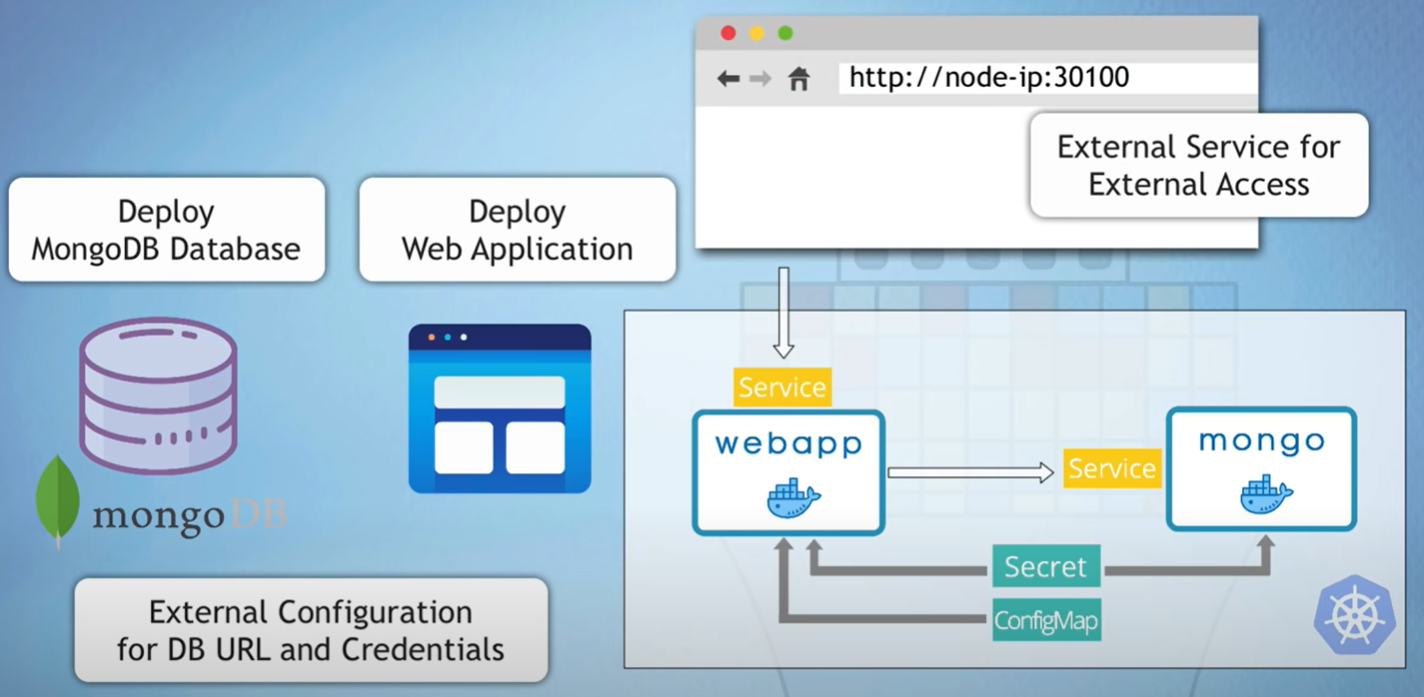 http://node-ip:30100
External Service for
External Access
Deploy
MongoDB Database
Deploy
Web Application
mongoDB
External Configuration
for DB URL and Credentials
Service
webapp
Service
mongo
Secret
ConfigMap